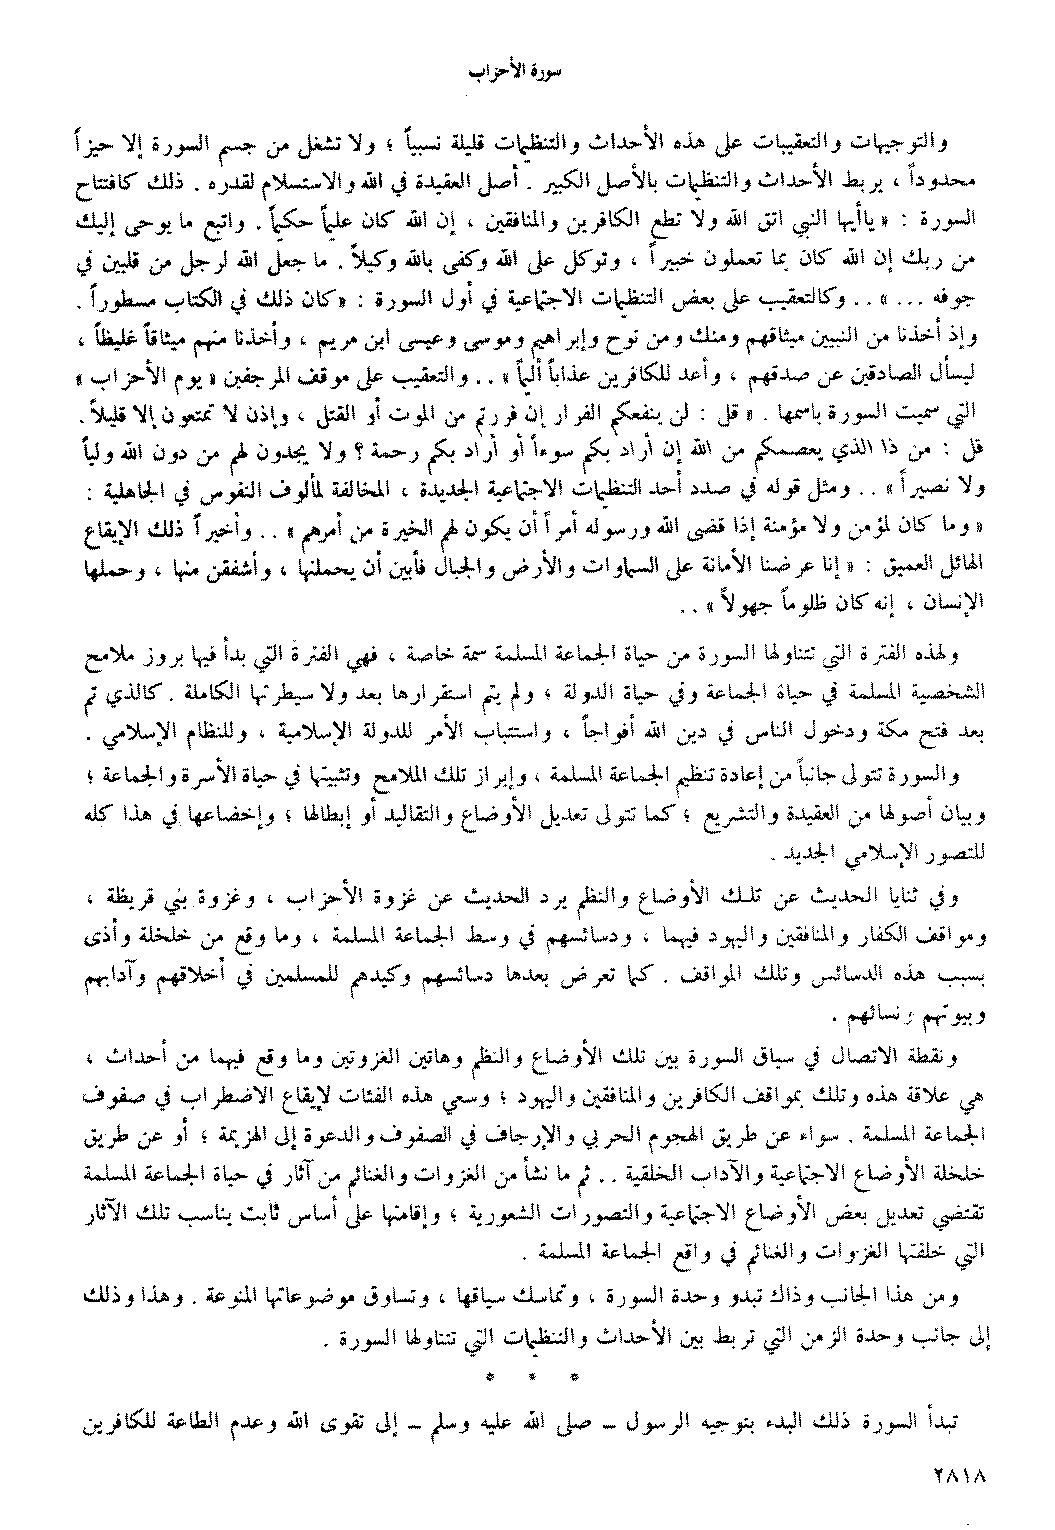 سورة الأحزاب
والتوجيهات والتعقيبات على هذه الأحداث والتنظيمات قليلة نسبياً ؛ ولا تشغل من جسم السورة إلا حيزاً
محدوداً ، يربط الأحداث والتنظيمات بالأصل الكبير . أصل العقيدة في الله والاستسلام لقدره . ذلك كافتتاح
السورة : « ياأيها النبي اتق الله ولا تطع الكافرين والمنافقين ، إن الله كان عليماً حكيماً . واتبع ما يوحى إليك
من ربك إن الله كان بما تعملون خبيراً ، وتوكل على الله وكفى بالله وكيلاً . ما جعل الله لرجل من قلبين في
جوفه ... » .. وكالتعقيب على بعض التنظيمات الاجتماعية في أول السورة : « كان ذلك في الكتاب مسطوراً .
وإذ أخذنا من النبيين ميثاقهم ومنك ومن نوح وإبراهيم وموسى وعيسى ابن مريم ، وأخذنا منهم ميثاقاً غليظاً ،
ليسأل الصادقين عن صدقهم ، وأعد للكافرين عذاباً أليماً » .. والتعقيب على موقف المرجفين « يوم الأحزاب »
التي سميت السورة باسمها . « قل : لن ينفعكم الفرار إن فررتم من الموت أو القتل ، وإذن لا تمتعون إلا قليلاً .
قل : من ذا الذي يعصمكم من الله إن أراد بكم سوءاً أو أراد بكم رحمة ؟ ولا يجدون لهم من دون الله ولياً
ولا نصيراً » .. ومثل قوله في صدد أحد التنظيمات الاجتماعية الجديدة ، المخالفة لمألوف النفوس في الجاهلية :
« وما كان لمؤمن ولا مؤمنة إذا قضى الله ورسوله أمراً أن يكون لهم الخيرة من أمرهم » .. وأخيراً ذلك الإيقاع
الهائل العميق : « إنا عرضنا الأمانة على السماوات والأرض والجبال فأبين أن يحملنها ، وأشفقن منها ، وحملها
الإنسان ، إنه كان ظلوماً جهولاً » ..
ولهذه الفترة التي تتناولها السورة من حياة الجماعة المسلمة سمة خاصة ، فهي الفترة التي بدأ فيها بروز ملامح
الشخصية المسلمة في حياة الجماعة وفي حياة الدولة ؛ ولم يتم استقرارها بعد ولا سيطرتها الكاملة . كالذي تم
بعد فتح مكة ودخول الناس في دين الله أفواجاً ، واستتباب الأمر للدولة الإسلامية ، وللنظام الإسلامي .
والسورة تتولى جانباً من إعادة تنظيم الجماعة المسلمة ، وإبراز تلك الملامح وتثبيتها في حياة الأسرة والجماعة ؛
وبيان أصولها من العقيدة والتشريع ؛ كما تتولى تعديل الأوضاع والتقاليد أو إبطالها ؛ وإخضاعها في هذا كله
للتصور الإسلامي الجديد .
وفي ثنايا الحديث عن تلك الأوضاع والنظم يرد الحديث عن غزوة الأحزاب ، وغزوة بني قريظة ،
ومواقف الكفار والمنافقين واليهود فيهما ، ودسائسهم في وسط الجماعة المسلمة ، وما وقع من خلخلة وأذى
بسبب هذه الدسائس وتلك المواقف . كما تعرض بعدها دسائسهم وكيدهم للمسلمين في أخلاقهم وآدابهم
وبيوتهم ونسائهم .
ونقطة الاتصال في سياق السورة بين تلك الأوضاع والنظم وهاتين الغزوتين وما وقع فيهما من أحداث ،
هي علاقة هذه وتلك بمواقف الكافرين والمنافقين واليهود ؛ وسعي هذه الفئات لإيقاع الاضطراب في صفوف
الجماعة المسلمة . سواء عن طريق الهجوم الحربي والإرجاف في الصفوف والدعوة إلى الهزيمة ؛ أو عن طريق
خلخلة الأوضاع الاجتماعية والآداب الخلقية .. ثم ما نشأ من الغزوات والغنائم من آثار في حياة الجماعة المسلمة
تقتضي تعديل بعض الأوضاع الاجتماعية والتصورات الشعورية ؛ وإقامتها على أساس ثابت يناسب تلك الآثار
التي خلفتها الغزوات والغنائم في واقع الجماعة المسلمة .
ومن هذا الجانب وذاك تبدو وحدة السورة ، وتماسك سياقها ، وتساوق موضوعاتها المنوعة . وهذا وذلك
إلى جانب وحدة الزمن التي تربط بين الأحداث والتنظيمات التي تتناولها السورة .
* * *
تبدأ السورة ذلك البدء بتوجيه الرسول – صلى الله عليه وسلم – إلى تقوى الله وعدم الطاعة للكافرين
٢٨١٨